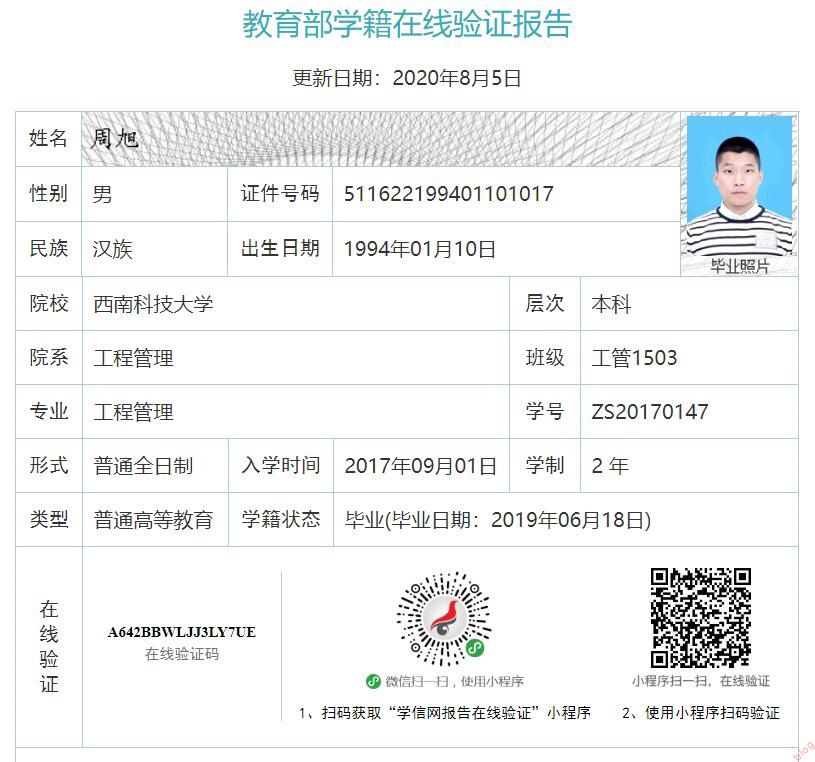 教育部学籍在线验证报告
更新日期：2020年8月5日
姓名 周旭
性别 男 证件号码 511622199401101017
民族 汉族 出生日期 1994年01月10日
毕业照片
院校 西南科技大学 层次 本科
院系 工程管理 班级 工管1503
专业 工程管理 学号 ZS20170147
形式 普通全日制 入学时间 2017年09月01日 学制 2 年
类型 普通高等教育 学籍状态 毕业(毕业日期：2019年06月18日)
在线验证
A642BBWLJJ3LY7UE
在线验证码
微信扫一扫，使用小程序
小程序扫一扫，在线验证
1、扫码获取“学信网报告在线验证”小程序
2、使用小程序扫码验证
blog